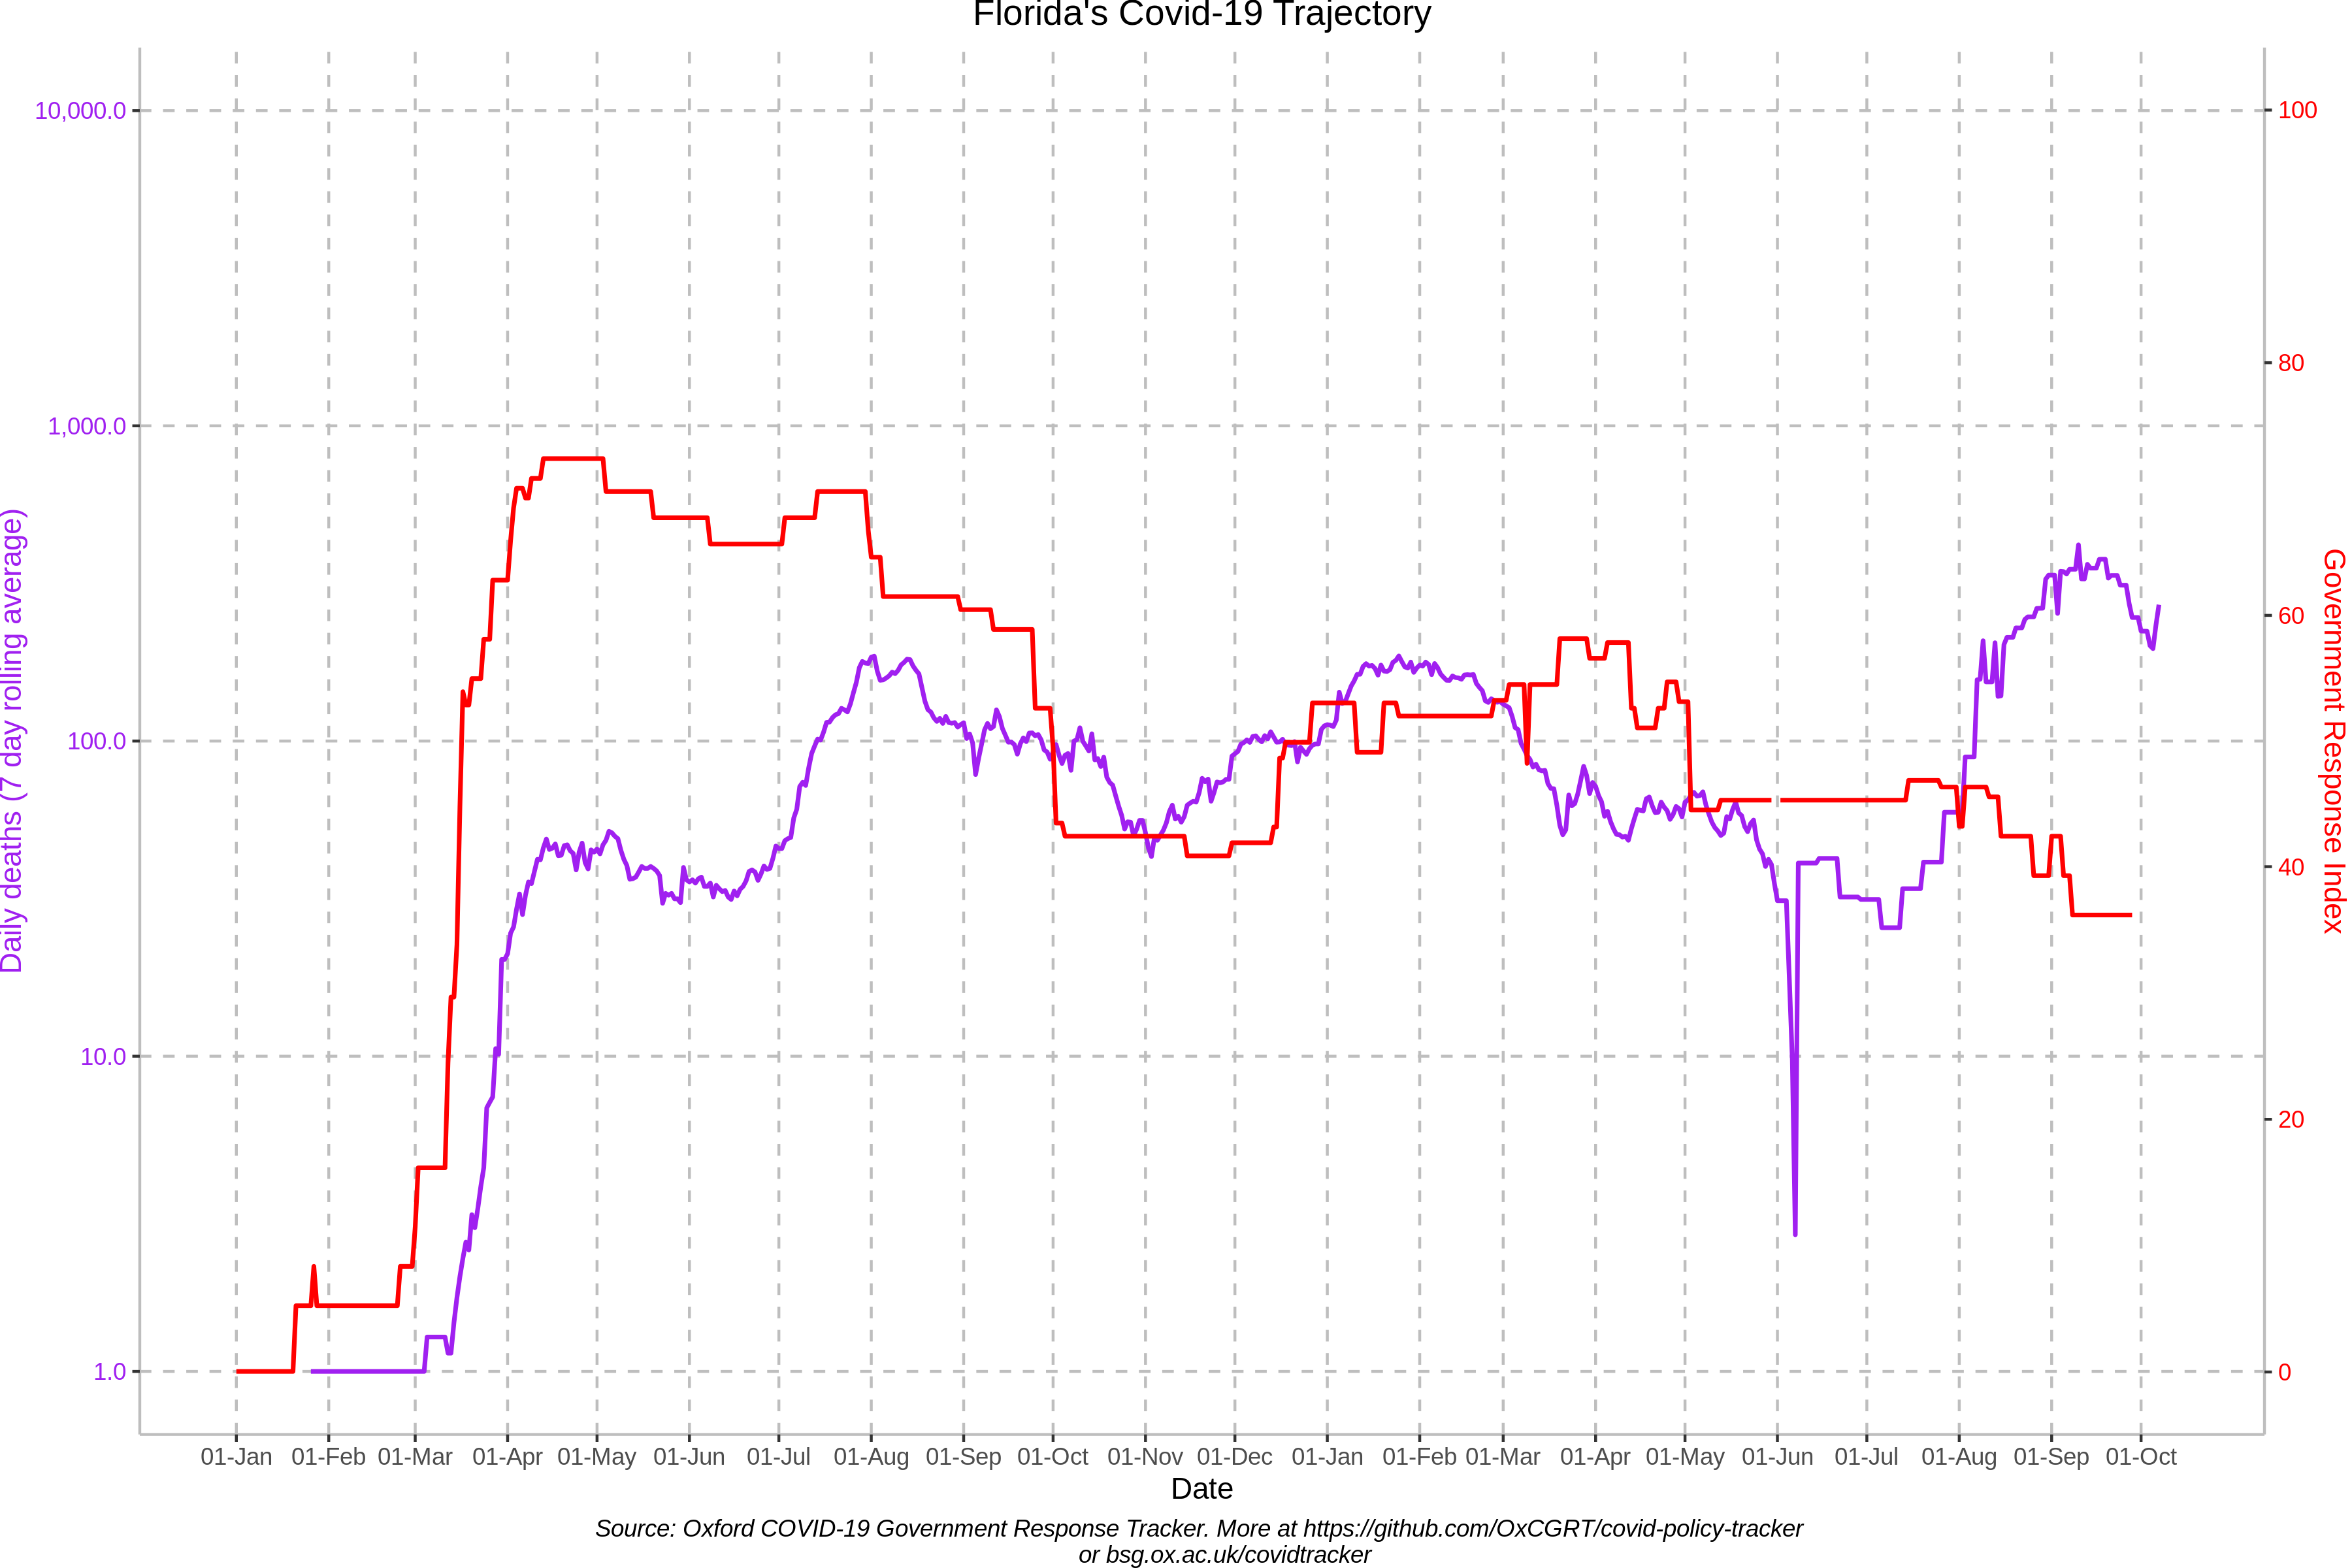 Florida's Covid-19 Trajectory
10,000.0
1,000.0
100.0
10.0
1.0
Daily deaths (7 day rolling average)
100
80
60
40
20
0
Government Response Index
01-Jan 01-Feb 01-Mar 01-Apr 01-May 01-Jun 01-Jul 01-Aug 01-Sep 01-Oct 01-Nov 01-Dec 01-Jan 01-Feb 01-Mar 01-Apr 01-May 01-Jun 01-Jul 01-Aug 01-Sep 01-Oct
Date
Source: Oxford COVID-19 Government Response Tracker. More at https://github.com/OxCGRT/covid-policy-tracker
or bsg.ox.ac.uk/covidtracker